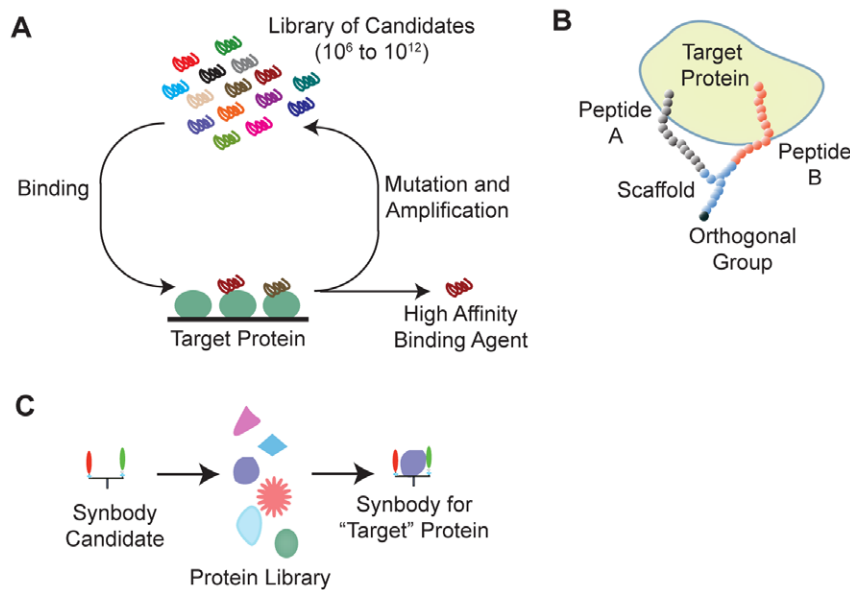 A
Library of Candidates
(10⁶ to 10¹²)
Binding
Mutation and
Amplification
Target Protein
High Affinity
Binding Agent
B
Target
Protein
Peptide
A
Peptide
B
Scaffold
Orthogonal
Group
C
Synbody
Candidate
Protein Library
Synbody for
“Target” Protein